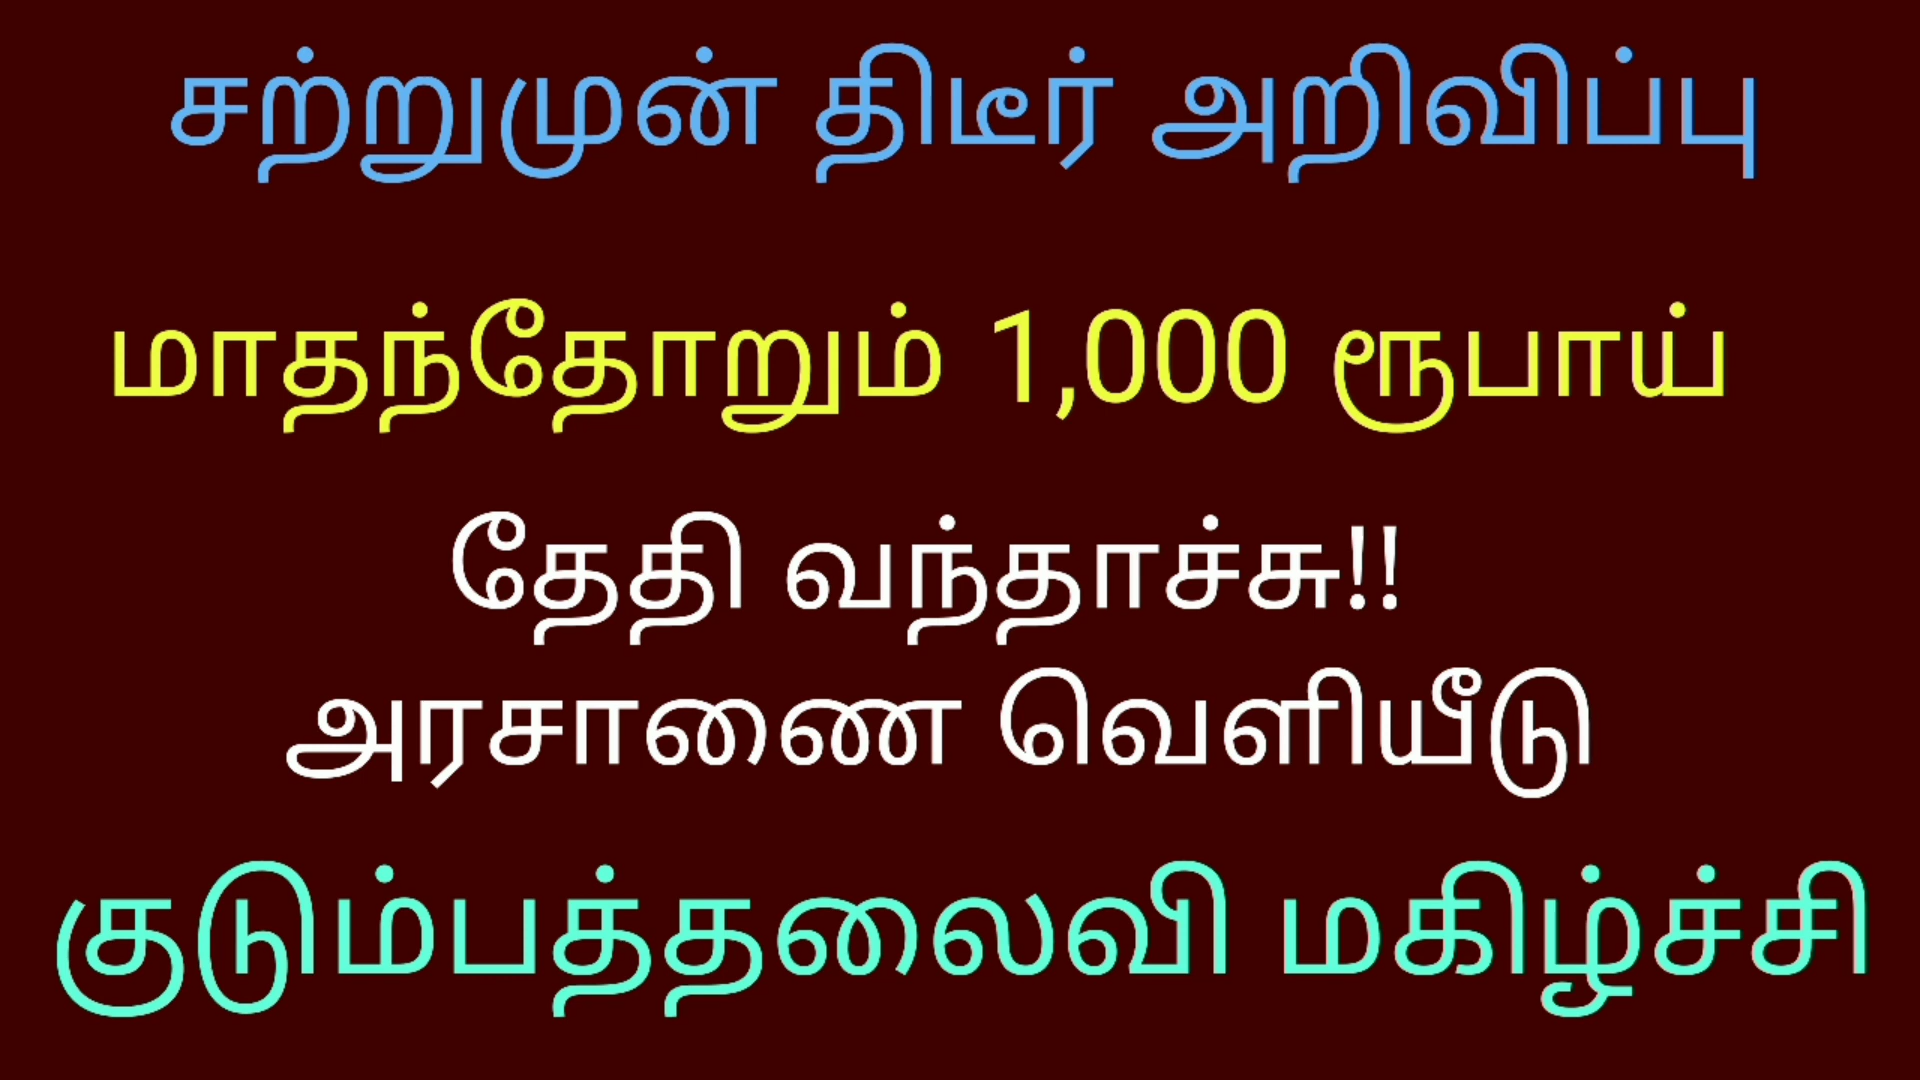 சற்றுமுன் திடீர் அறிவிப்பு
மாதந்தோறும் 1,000 ரூபாய்
தேதி வந்தாச்சு!!
அரசாணை வெளியீடு
குடும்பத்தலைவி மகிழ்ச்சி